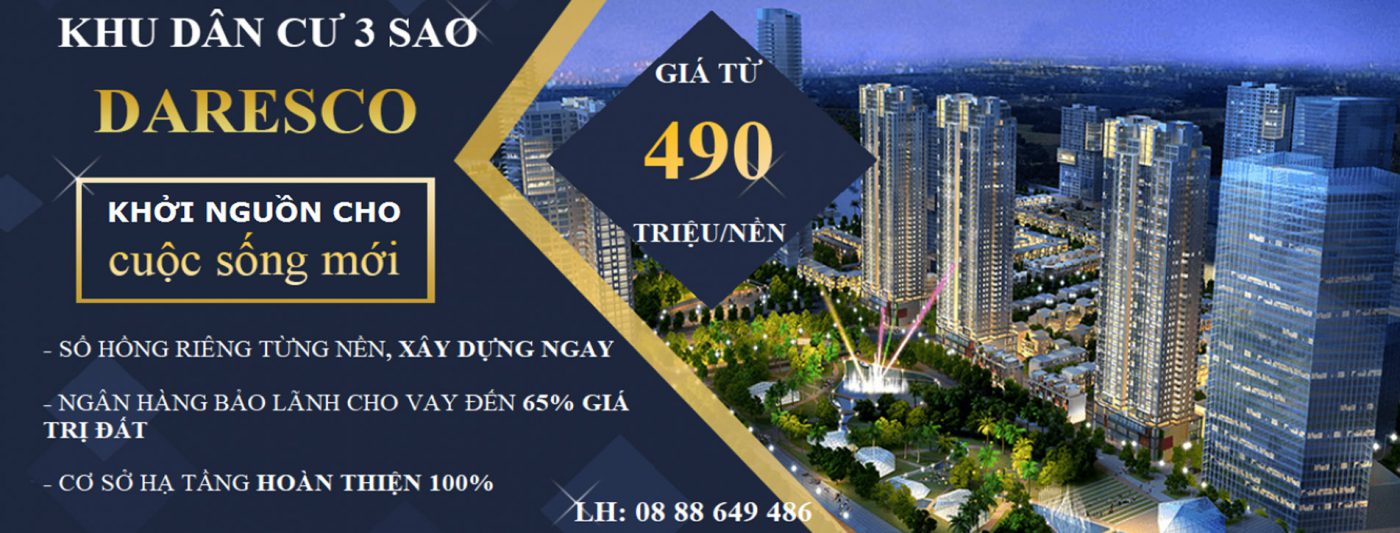 KHU DÂN CƯ 3 SAO
DARESCO
KHỞI NGUỒN CHO
cuộc sống mới
- SỔ HỒNG RIÊNG TỪNG NỀN, XÂY DỰNG NGAY
- NGÂN HÀNG BẢO LÃNH CHO VAY ĐẾN 65% GIÁ
TRỊ ĐẤT
- CƠ SỞ HẠ TẦNG HOÀN THIỆN 100%
GIÁ TỪ
490
TRIỆU/NỀN
LH: 08 88 649 486